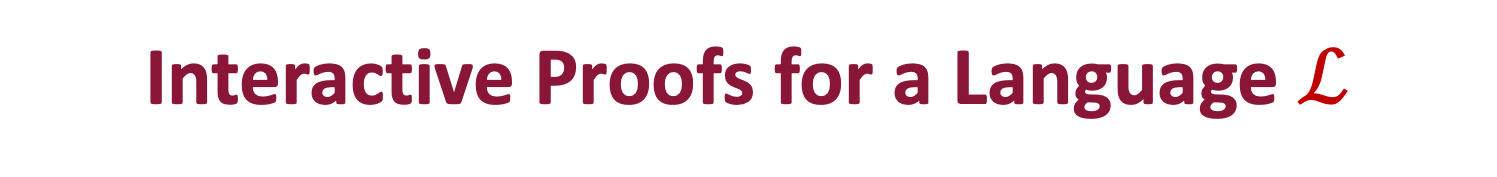 Interactive Proofs for a Language ℒ